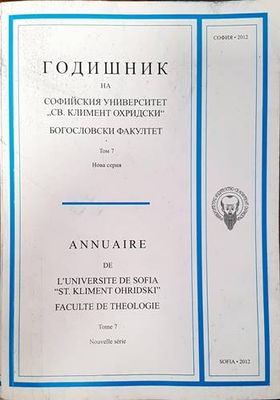 ГОДИШНИК
НА
СОФИЙСКИЯ УНИВЕРСИТЕТ
„СВ. КЛИМЕНТ ОХРИДСКИ“
БОГОСЛОВСКИ ФАКУЛТЕТ
Том 7
Нова серия
ANNUAIRE
DE
L'UNIVERSITE DE SOFIA
“ST. KLIMENT OHRIDSKI”
FACULTE DE THEOLOGIE
Tome 7
Nouvelle série
СОФИЯ • 2012
SOFIA • 2012